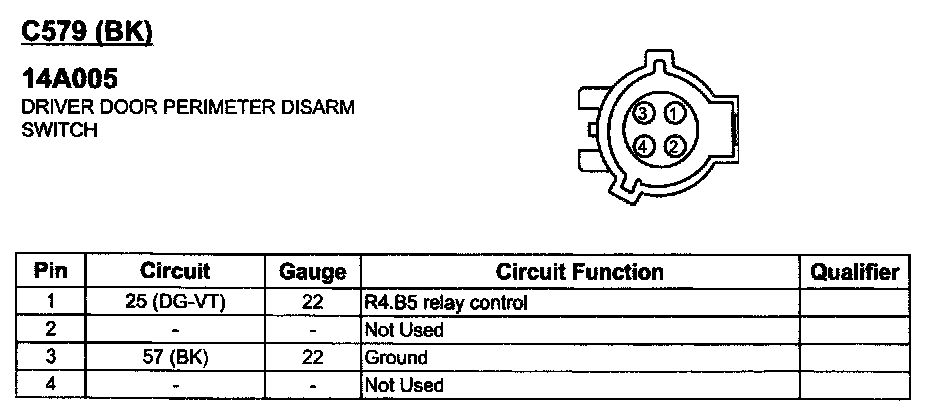 C579 (BK)
14A005
DRIVER DOOR PERIMETER DISARM
SWITCH
3 1
4 2
Pin Circuit Gauge Circuit Function Qualifier
1 25 (DG-VT) 22 R4.B5 relay control
2 - - Not Used
3 57 (BK) 22 Ground
4 - - Not Used